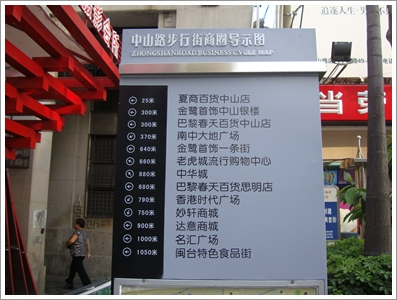 中山路步行街商圈导示图
ZHONGSHANROAD BUSINESS CYCLE MAP
25米 夏商百货中山店
300米 金鹭首饰中山银楼
300米 巴黎春天百货中山店
370米 南中大地广场
640米 金鹭首饰一条街
660米 老虎城流行购物中心
880米 中华城
680米 巴黎春天百货思明店
790米 香港时代广场
750米 妙轩商城
900米 达意商城
1000米 名汇广场
1050米 闽台特色食品街
追逐人生